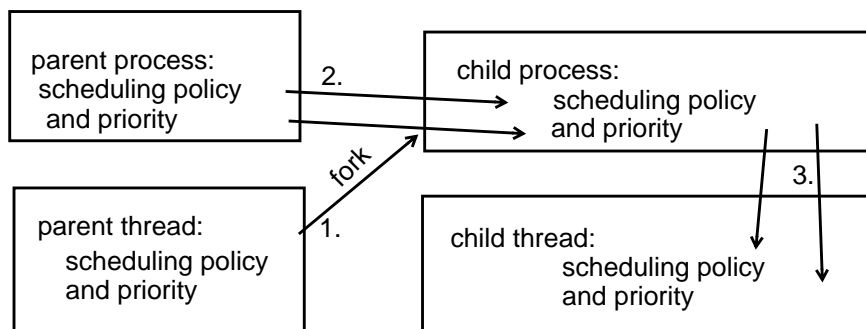 parent process:
scheduling policy
and priority
2.
child process:
scheduling policy
and priority
fork
1.
3.
parent thread:
scheduling policy
and priority
child thread:
scheduling policy
and priority